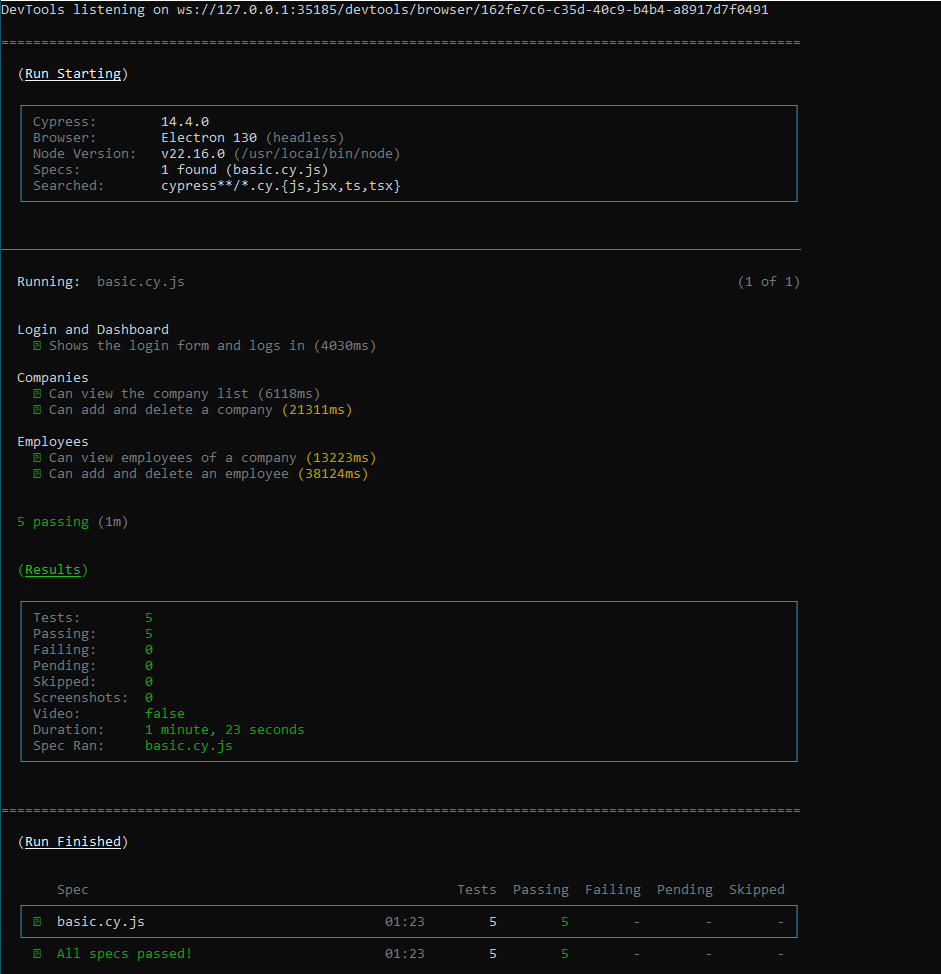 DevTools listening on ws://127.0.0.1:35185/devtools/browser/162fe7c6-c35d-40c9-b4b4-a8917d7f0491
====================================================================================================
(Run Starting)
Cypress: 14.4.0
Browser: Electron 130 (headless)
Node Version: v22.16.0 (/usr/local/bin/node)
Specs: 1 found (basic.cy.js)
Searched: cypress**/*.cy.{js,jsx,ts,tsx}
Running: basic.cy.js (1 of 1)
Login and Dashboard
⍰ Shows the login form and logs in (4030ms)
Companies
⍰ Can view the company list (6118ms)
⍰ Can add and delete a company (21311ms)
Employees
⍰ Can view employees of a company (13223ms)
⍰ Can add and delete an employee (38124ms)
5 passing (1m)
(Results)
Tests: 5
Passing: 5
Failing: 0
Pending: 0
Skipped: 0
Screenshots: 0
Video: false
Duration: 1 minute, 23 seconds
Spec Ran: basic.cy.js
====================================================================================================
(Run Finished)
Spec Tests Passing Failing Pending Skipped
⍰ basic.cy.js 01:23 5 5 - - -
⍰ All specs passed! 01:23 5 5 - - -